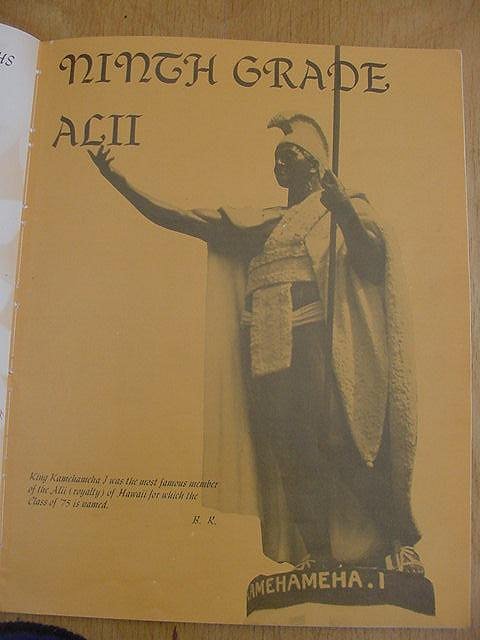 HS
NINTH GRADE
ALII
King Kamehameha I was the most famous member
of the Alii (royalty) of Hawaii for which the
Class of '75 is named.
B. K.
KAMEHAMEHA.I